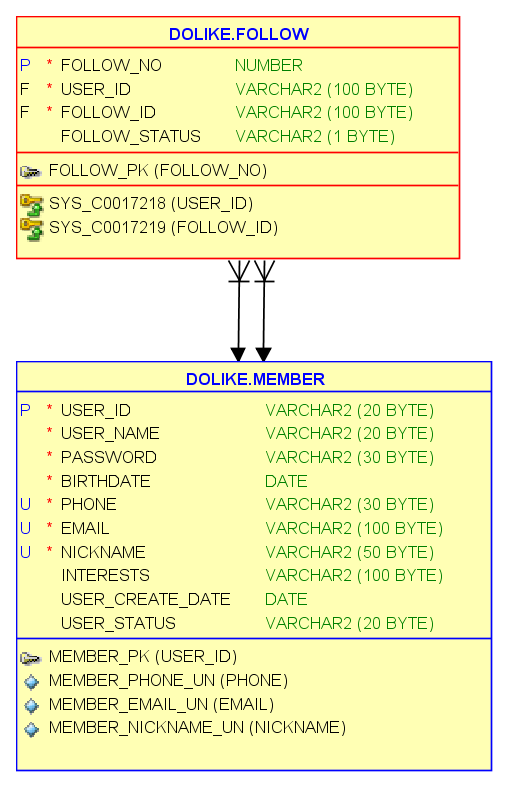 DOLIKE.FOLLOW
P * FOLLOW_NO NUMBER
F * USER_ID VARCHAR2 (100 BYTE)
F * FOLLOW_ID VARCHAR2 (100 BYTE)
FOLLOW_STATUS VARCHAR2 (1 BYTE)
FOLLOW_PK (FOLLOW_NO)
SYS_C0017218 (USER_ID)
SYS_C0017219 (FOLLOW_ID)
DOLIKE.MEMBER
P * USER_ID VARCHAR2 (20 BYTE)
* USER_NAME VARCHAR2 (20 BYTE)
* PASSWORD VARCHAR2 (30 BYTE)
* BIRTHDATE DATE
U * PHONE VARCHAR2 (30 BYTE)
U * EMAIL VARCHAR2 (100 BYTE)
U * NICKNAME VARCHAR2 (50 BYTE)
INTERESTS VARCHAR2 (100 BYTE)
USER_CREATE_DATE DATE
USER_STATUS VARCHAR2 (20 BYTE)
MEMBER_PK (USER_ID)
MEMBER_PHONE_UN (PHONE)
MEMBER_EMAIL_UN (EMAIL)
MEMBER_NICKNAME_UN (NICKNAME)